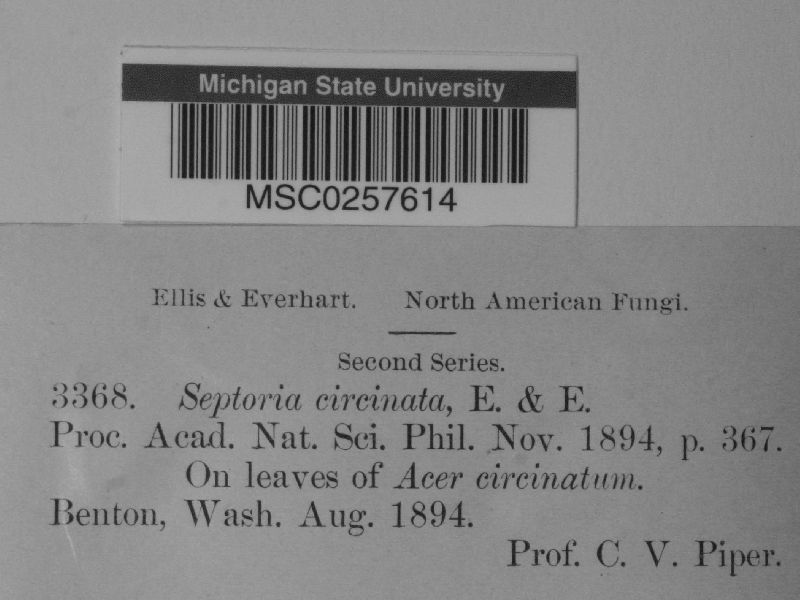 Michigan State University
MSC0257614
Ellis & Everhart. North American Fungi.
Second Series.
3368. Septoria circinata, E. & E.
Proc. Acad. Nat. Sci. Phil. Nov. 1894, p. 367.
On leaves of Acer circinatum.
Benton, Wash. Aug. 1894.
Prof. C. V. Piper.